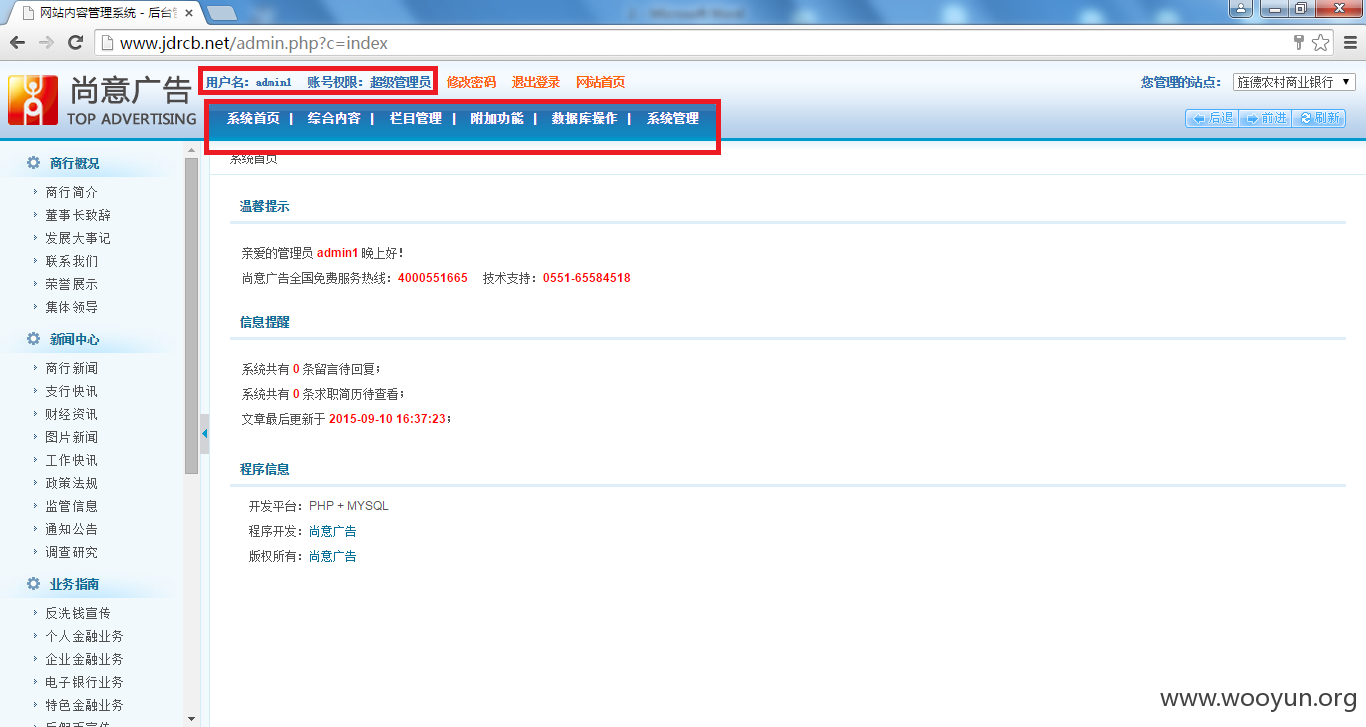 网站内容管理系统 - 后台
www.jdrcb.net/admin.php?c=index
尚意广告
TOP ADVERTISING
用户名：admin1 账号权限：超级管理员 修改密码 退出登录 网站首页
您管理的站点： 旌德农村商业银行
系统首页 | 综合内容 | 栏目管理 | 附加功能 | 数据库操作 | 系统管理
后退 前进 刷新
系统首页
商行概况
商行简介
董事长致辞
发展大事记
联系我们
荣誉展示
集体领导
新闻中心
商行新闻
支行快讯
财经资讯
图片新闻
工作快讯
政策法规
监管信息
通知公告
调查研究
业务指南
反洗钱宣传
个人金融业务
企业金融业务
电子银行业务
特色金融业务
反假币宣传
温馨提示
亲爱的管理员 admin1 晚上好！
尚意广告全国免费服务热线：4000551665 技术支持：0551-65584518
信息提醒
系统共有 0 条留言待回复；
系统共有 0 条求职简历待查看；
文章最后更新于 2015-09-10 16:37:23；
程序信息
开发平台：PHP + MYSQL
程序开发：尚意广告
版权所有：尚意广告
www.wooyun.org